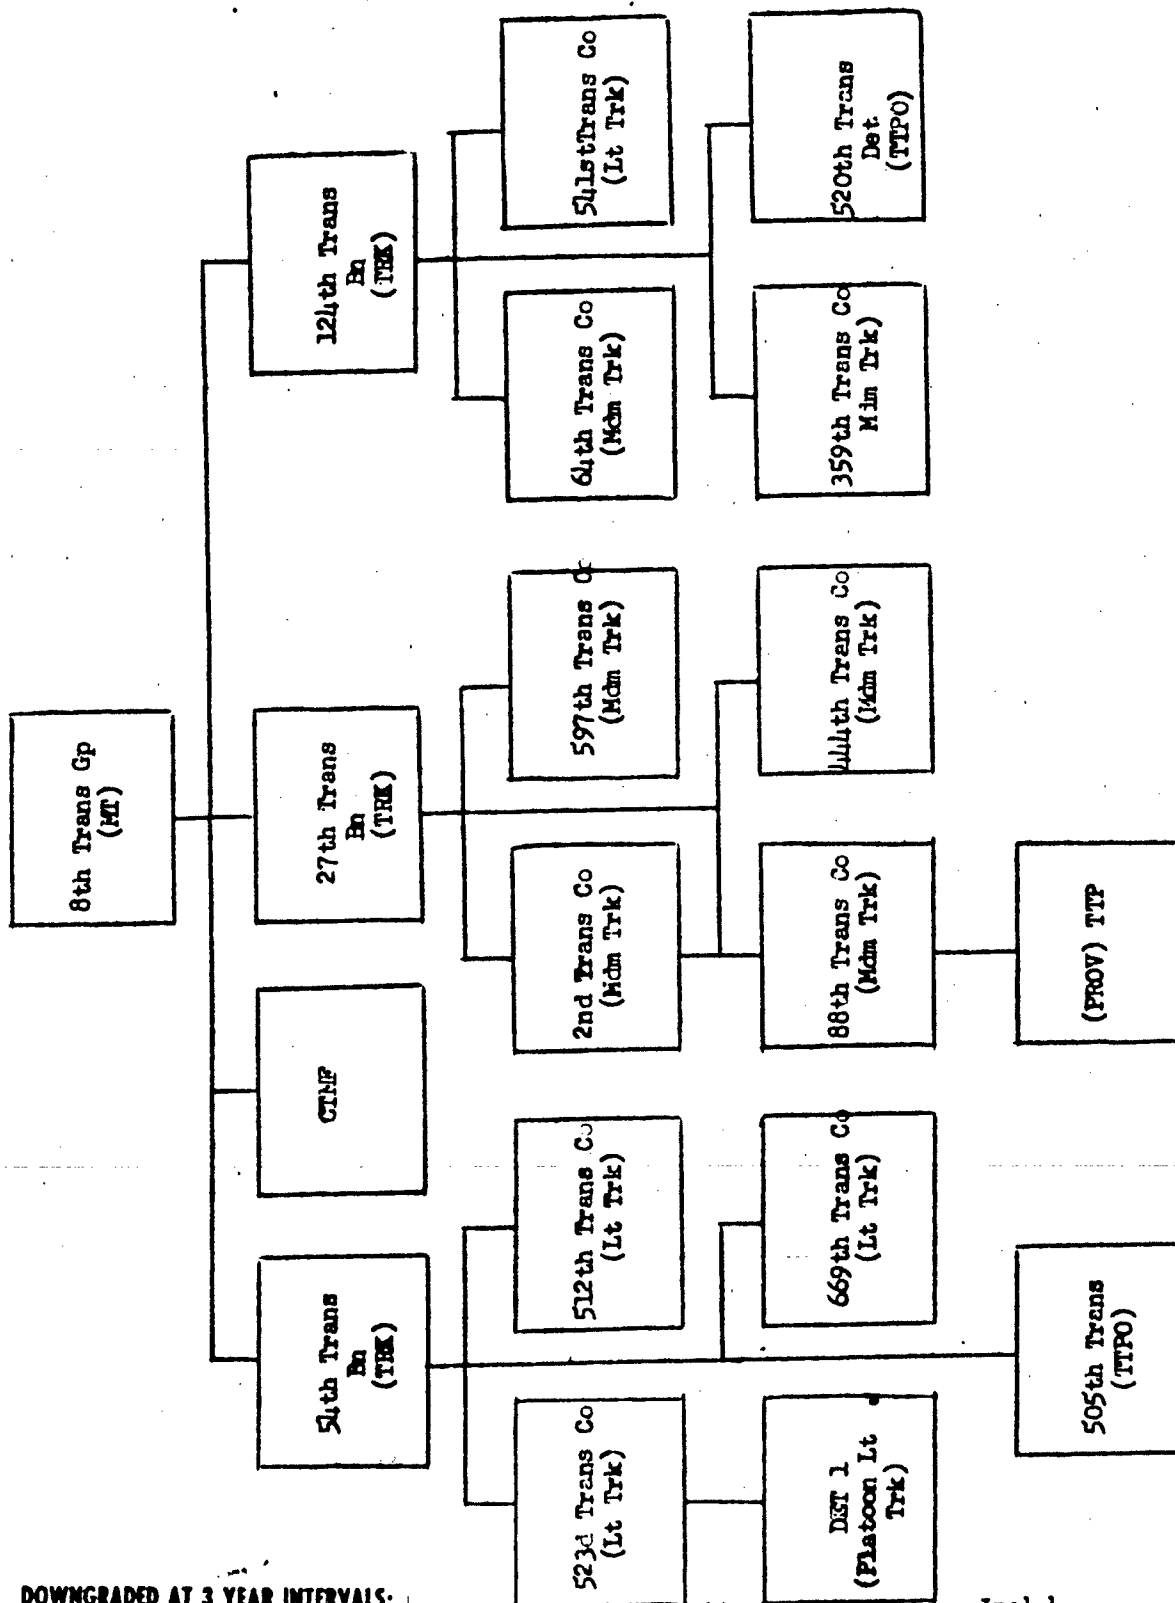 8th Trans Gp
(MT)
54th Trans
Bn
(TRK)
CTMF
27th Trans
Bn
(TRK)
124th Trans
Bn
(TRK)
523d Trans Co
(Lt Trk)
512th Trans Co
(Lt Trk)
2nd Trans Co
(Mdm Trk)
597th Trans Co
(Mdm Trk)
64th Trans Co
(Mdm Trk)
541stTrans Co
(Lt Trk)
DET 1
(Platoon Lt
Trk)
669th Trans Co
(Lt Trk)
88th Trans Co
(Mdm Trk)
444th Trans Co
(Mdm Trk)
359th Trans Co
Mim Trk)
520th Trans
Det
(TTPO)
505th Trans
(TTPO)
(PROV) TTP
DOWNGRADED AT 3 YEAR INTERVALS.